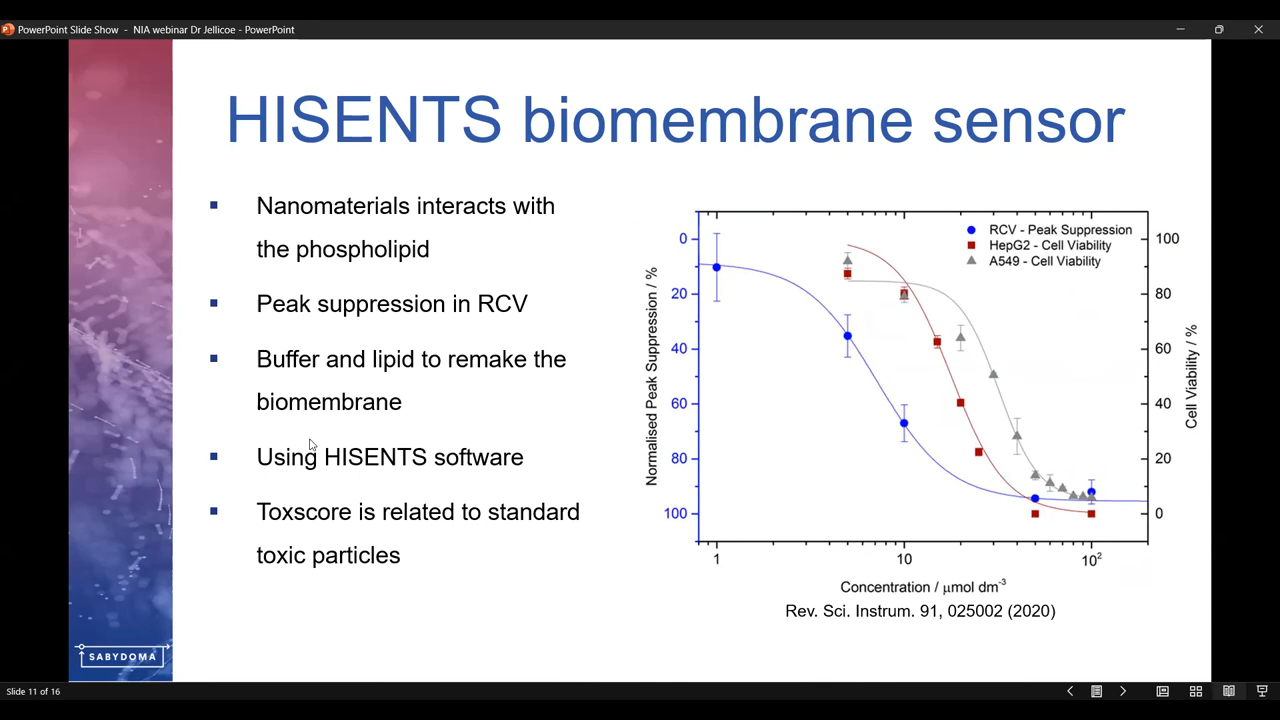 PowerPoint Slide Show - NIA webinar Dr Jellicoe - PowerPoint
HISENTS biomembrane sensor
Nanomaterials interacts with
the phospholipid
Peak suppression in RCV
Buffer and lipid to remake the
biomembrane
Using HISENTS software
Toxscore is related to standard
toxic particles
RCV - Peak Suppression
HepG2 - Cell Viability
A549 - Cell Viability
Normalised Peak Suppression / %
0
20
40
60
80
100
Cell Viability / %
100
80
60
40
20
0
1
10
10²
Concentration / μmol dm⁻³
Rev. Sci. Instrum. 91, 025002 (2020)
SABYDOMA
Slide 11 of 16